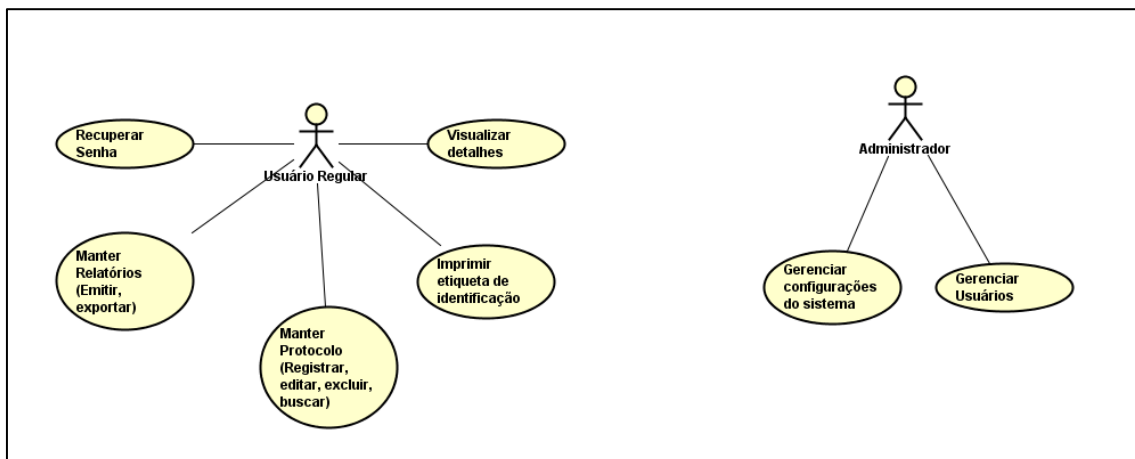 Recuperar
Senha
Usuário Regular
Visualizar
detalhes
Manter
Relatórios
(Emitir,
exportar)
Manter
Protocolo
(Registrar,
editar, excluir,
buscar)
Imprimir
etiqueta de
identificação
Administrador
Gerenciar
configurações
do sistema
Gerenciar
Usuários